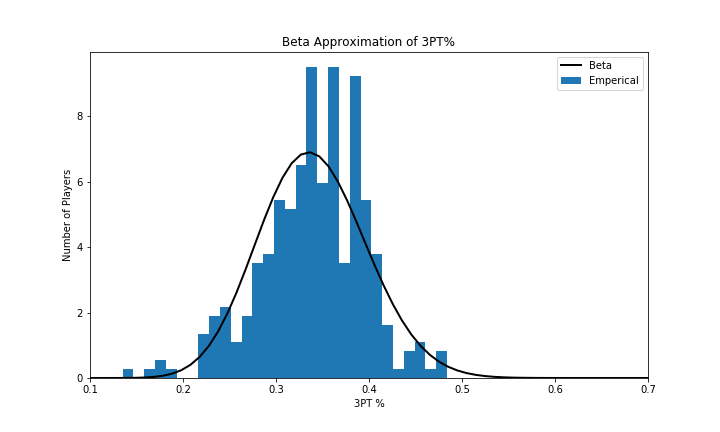 Beta Approximation of 3PT%
Beta
Emperical
Number of Players
8
6
4
2
0
0.1 0.2 0.3 0.4 0.5 0.6 0.7
3PT %